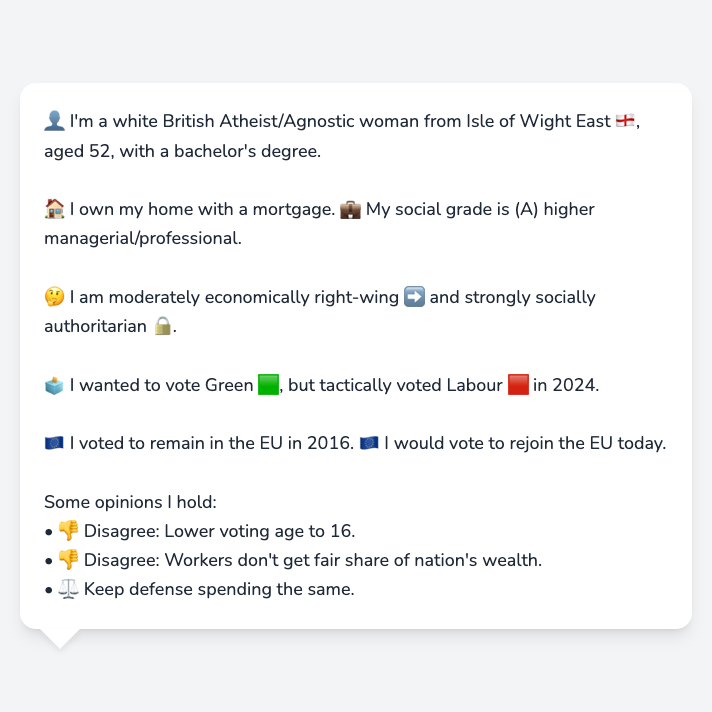 👤 I'm a white British Atheist/Agnostic woman from Isle of Wight East 🏴󠁧󠁢󠁥󠁮󠁧󠁿,
aged 52, with a bachelor's degree.
🏠 I own my home with a mortgage. 💼 My social grade is (A) higher
managerial/professional.
🤔 I am moderately economically right-wing ➡️ and strongly socially
authoritarian 🔒.
🗳️ I wanted to vote Green 🟩, but tactically voted Labour 🟥 in 2024.
🇪🇺 I voted to remain in the EU in 2016. 🇪🇺 I would vote to rejoin the EU today.
Some opinions I hold:
• 👎 Disagree: Lower voting age to 16.
• 👎 Disagree: Workers don't get fair share of nation's wealth.
• ⚖️ Keep defense spending the same.